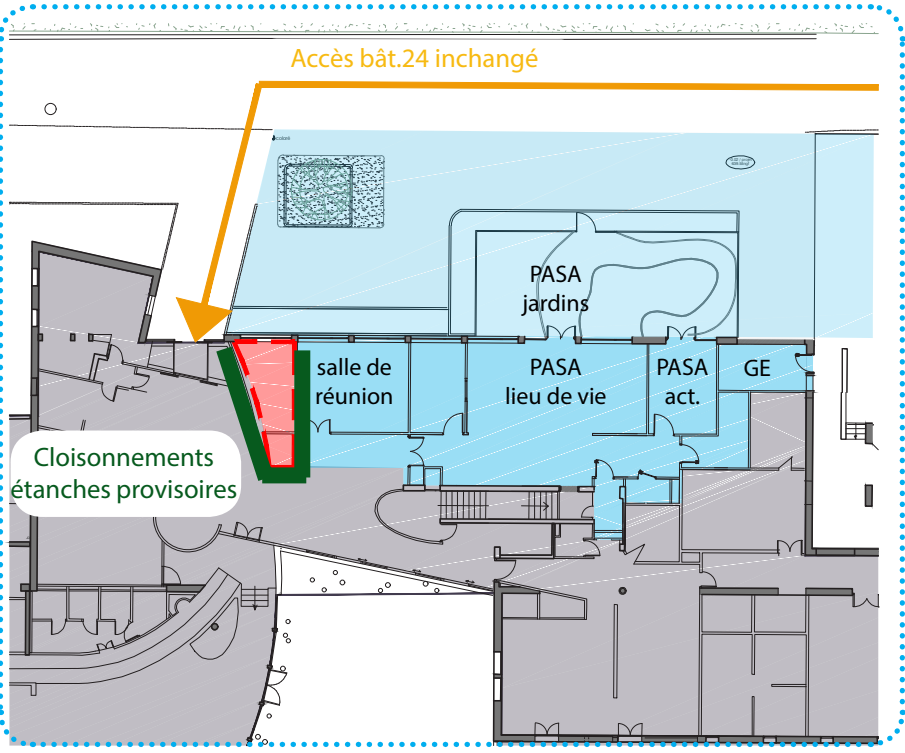 Accès bât.24 inchangé
PASA
jardins
salle de
réunion
PASA
lieu de vie
PASA
act.
GE
Cloisonnements
étanches provisoires